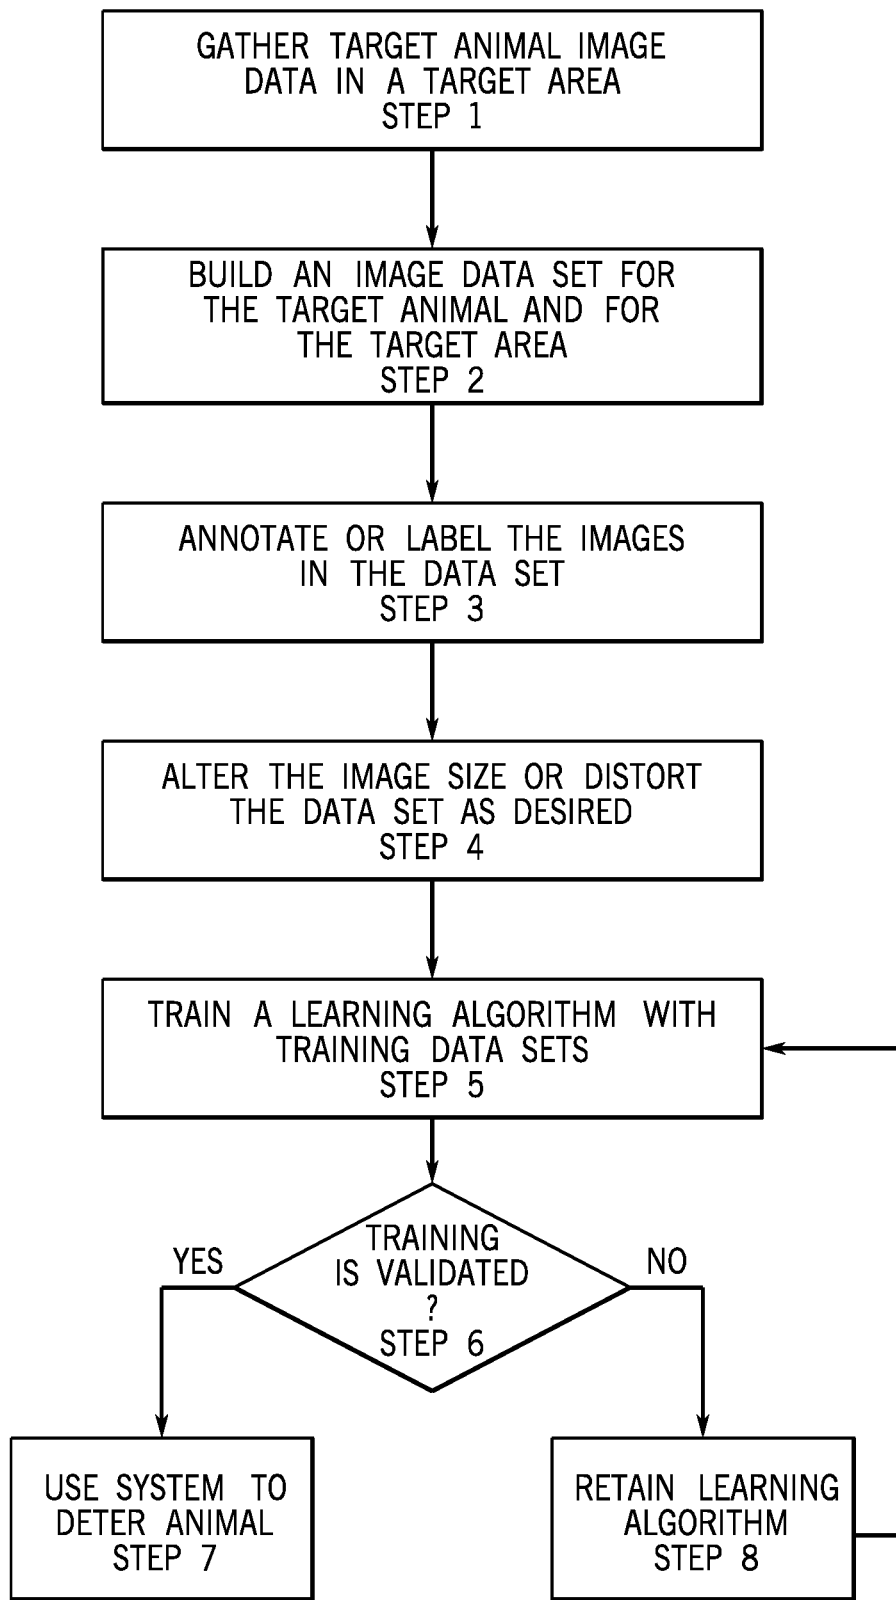 GATHER TARGET ANIMAL IMAGE
DATA IN A TARGET AREA
STEP 1
BUILD AN IMAGE DATA SET FOR
THE TARGET ANIMAL AND FOR
THE TARGET AREA
STEP 2
ANNOTATE OR LABEL THE IMAGES
IN THE DATA SET
STEP 3
ALTER THE IMAGE SIZE OR DISTORT
THE DATA SET AS DESIRED
STEP 4
TRAIN A LEARNING ALGORITHM WITH
TRAINING DATA SETS
STEP 5
TRAINING
IS VALIDATED
?
STEP 6
YES
NO
USE SYSTEM TO
DETER ANIMAL
STEP 7
RETAIN LEARNING
ALGORITHM
STEP 8